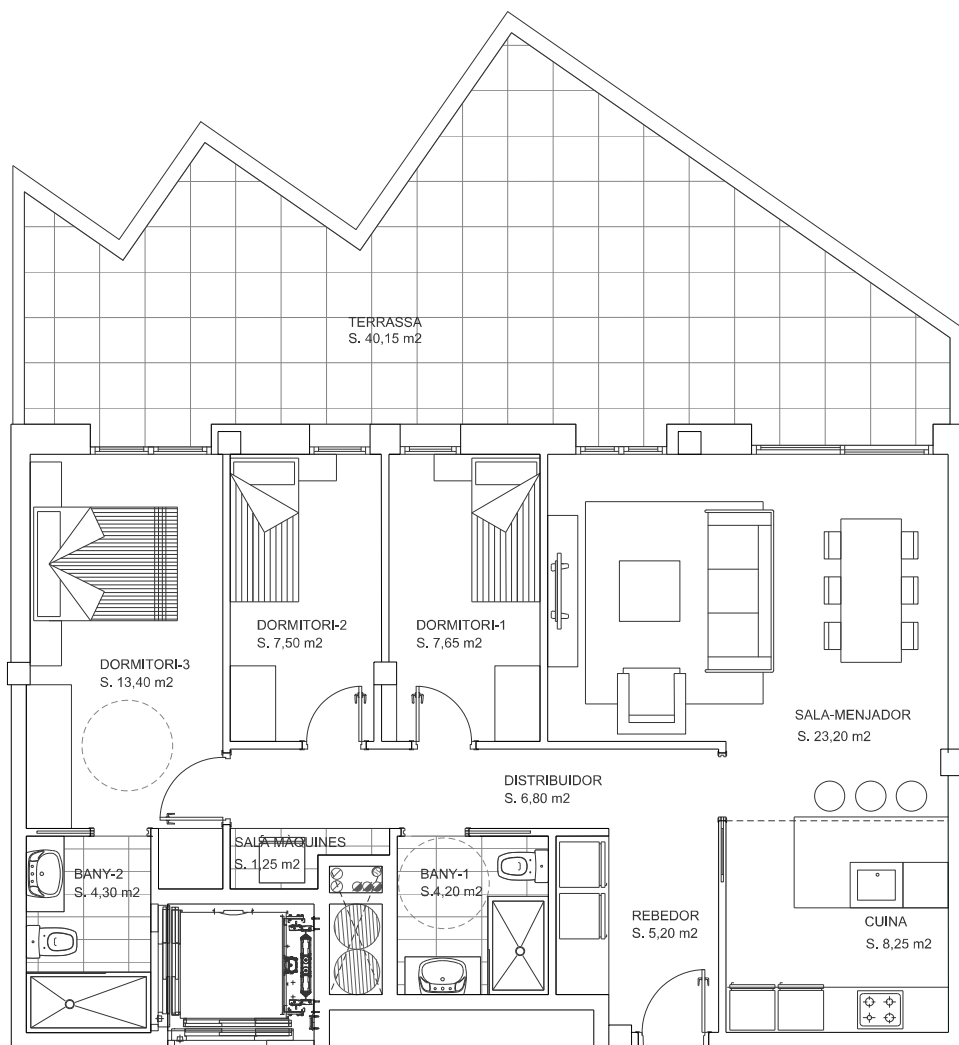 TERRASSA
S. 40,15 m2
DORMITORI-2
S. 7,50 m2
DORMITORI-1
S. 7,65 m2
DORMITORI-3
S. 13,40 m2
SALA-MENJADOR
S. 23,20 m2
DISTRIBUIDOR
S. 6,80 m2
SALA MÀQUINES
S. 1,25 m2
BANY-2
S. 4,30 m2
BANY-1
S.4,20 m2
REBEDOR
S. 5,20 m2
CUINA
S. 8,25 m2